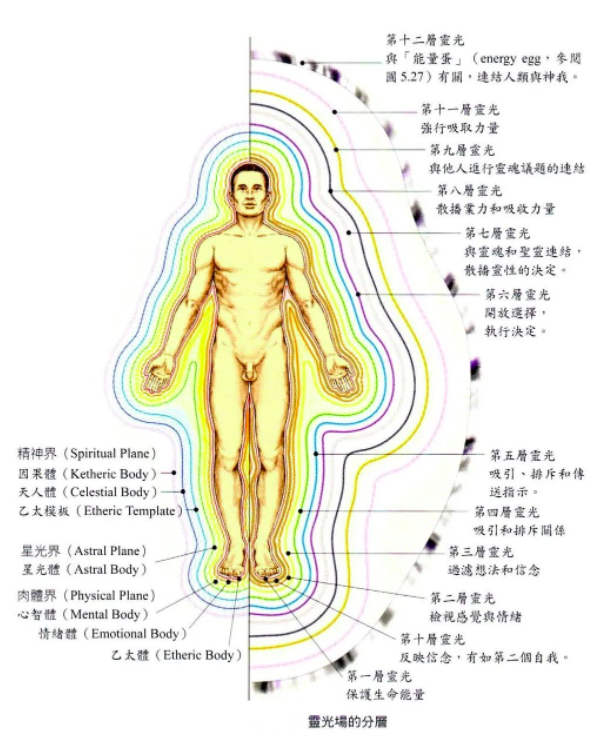 第十二層靈光
與「能量蛋」（energy egg，參閱
圖 5.27）有關，連結人類與神我。
第十一層靈光
強行吸取力量
第九層靈光
與他人進行靈魂議題的連結
第八層靈光
散播業力和吸收力量
第七層靈光
與靈魂和聖靈連結，
散播靈性的決定。
第六層靈光
開放選擇，
執行決定。
精神界（Spiritual Plane）
因果體（Ketheric Body）
天人體（Celestial Body）
乙太模板（Etheric Template）
星光界（Astral Plane）
星光體（Astral Body）
肉體界（Physical Plane）
心智體（Mental Body）
情緒體（Emotional Body）
乙太體（Etheric Body）
第五層靈光
吸引、排斥和傳
送指示。
第四層靈光
吸引和排斥關係
第三層靈光
過濾想法和信念
第二層靈光
檢視感覺與情緒
第十層靈光
反映信念，有如第二個自我。
第一層靈光
保護生命能量
靈光場的分層